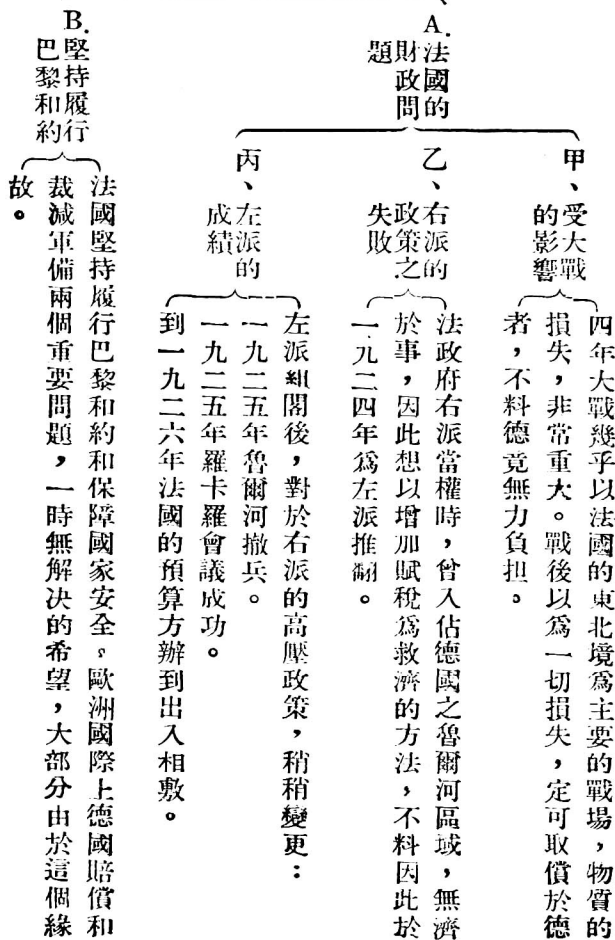 A.法國的
財政問
題
甲、受大戰
的影響
四年大戰幾乎以法國的東北境爲主要的戰場，物質的
損失，非常重大。戰後以爲一切損失，定可取償於德
者，不料德竟無力負担。
乙、右派的
政策之
失敗
法政府右派當權時，曾入佔德國之魯爾河區域，無濟
於事，因此想以增加賦稅爲救濟的方法，不料因此於
一九二四年爲左派推翻。
丙、左派的
成績
左派組閣後，對於右派的高壓政策，稍稍變更：
一九二五年魯爾河撤兵。
一九二五年羅卡羅會議成功。
到一九二六年法國的預算方辦到出入相敷。
B.堅持履行
巴黎和約
法國堅持履行巴黎和約和保障國家安全。歐洲國際上德國賠償和
裁減軍備兩個重要問題，一時無解决的希望，大部分由於這個緣
故。